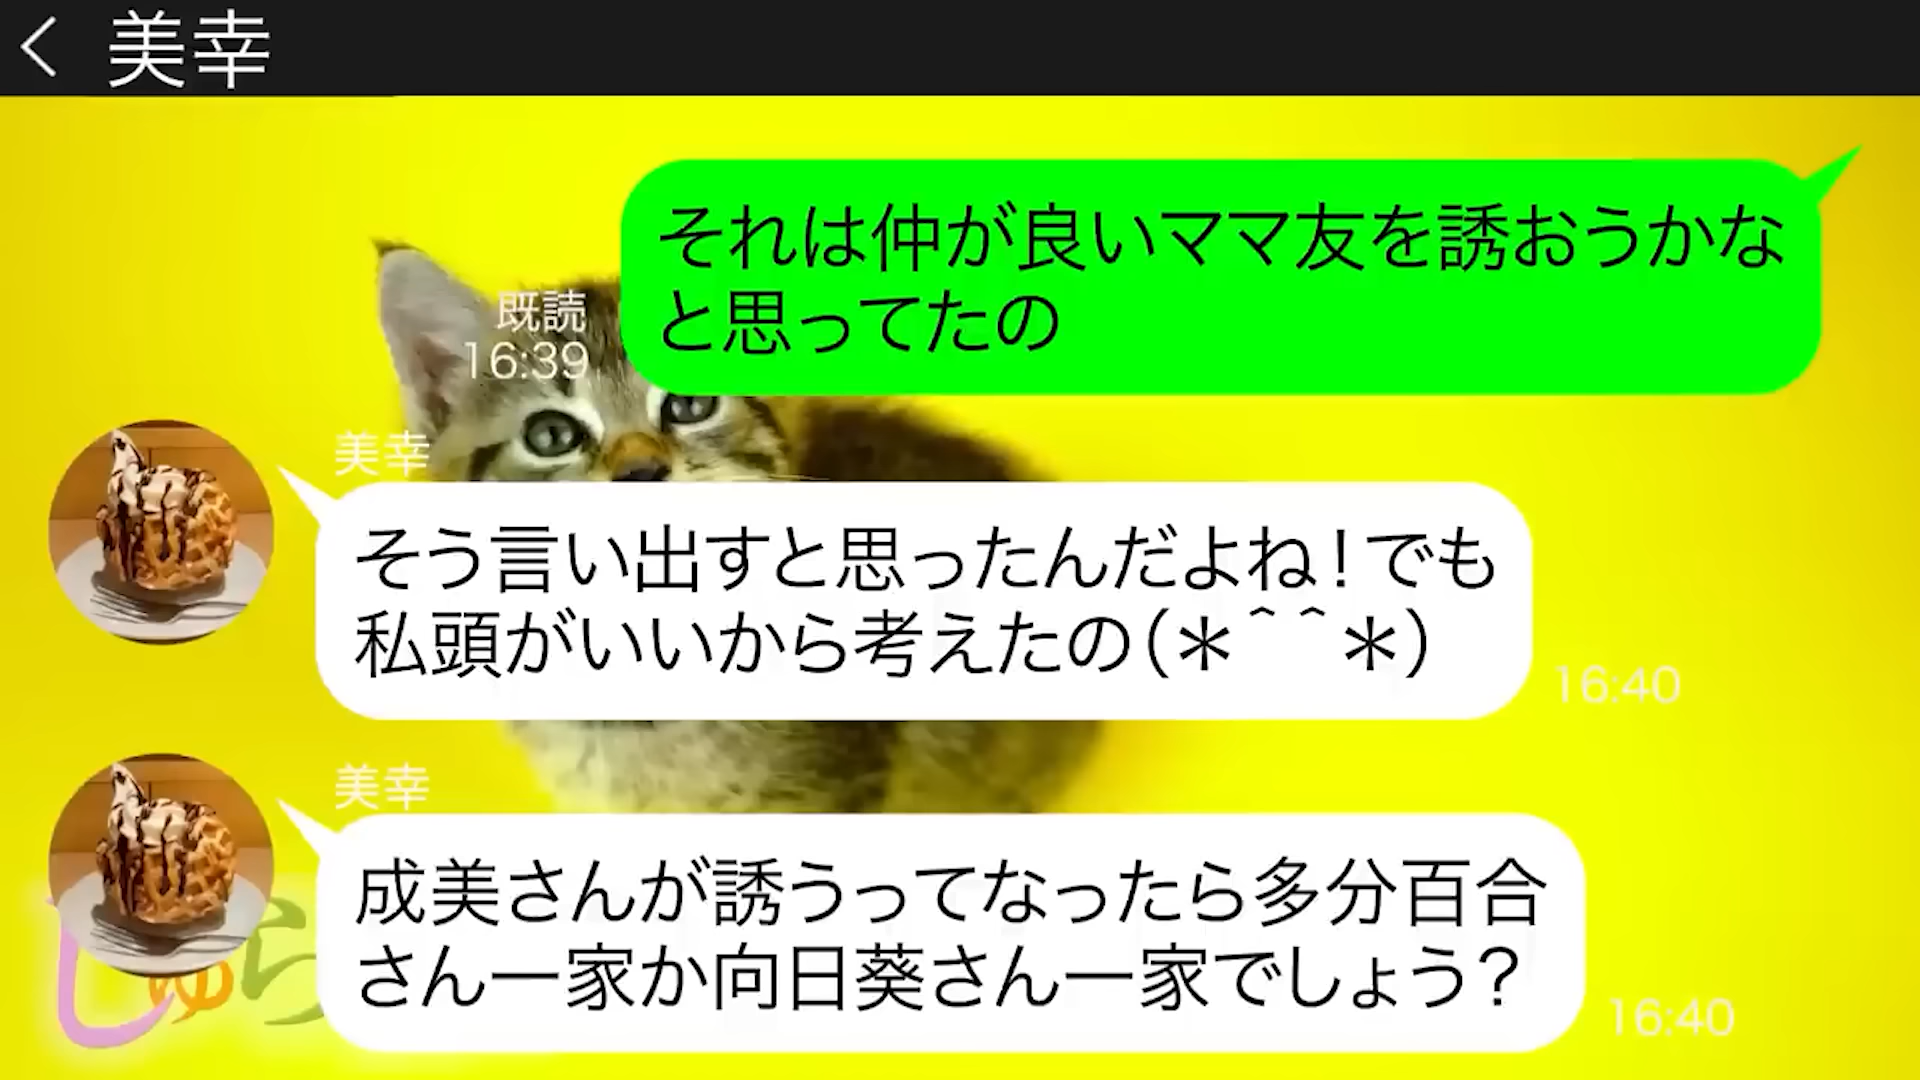 美幸
それは仲が良いママ友を誘おうかな
と思ってたの
既読
16:39
美幸
そう言い出すと思ったんだよね！でも
私頭がいいから考えたの(＊＾＾＊)
16:40
美幸
成美さんが誘うってなったら多分百合
さん一家か向日葵さん一家でしょう？
16:40
しゅら